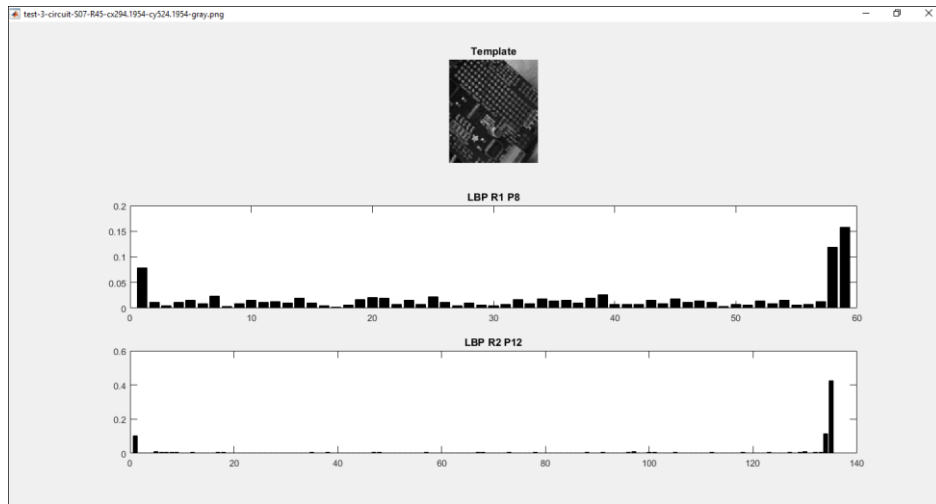 test-3-circuit-S07-R45-cx294.1954-cy524.1954-gray.png
Template
LBP R1 P8
0.2
0.15
0.1
0.05
0
0 10 20 30 40 50 60
LBP R2 P12
0.6
0.4
0.2
0
0 20 40 60 80 100 120 140